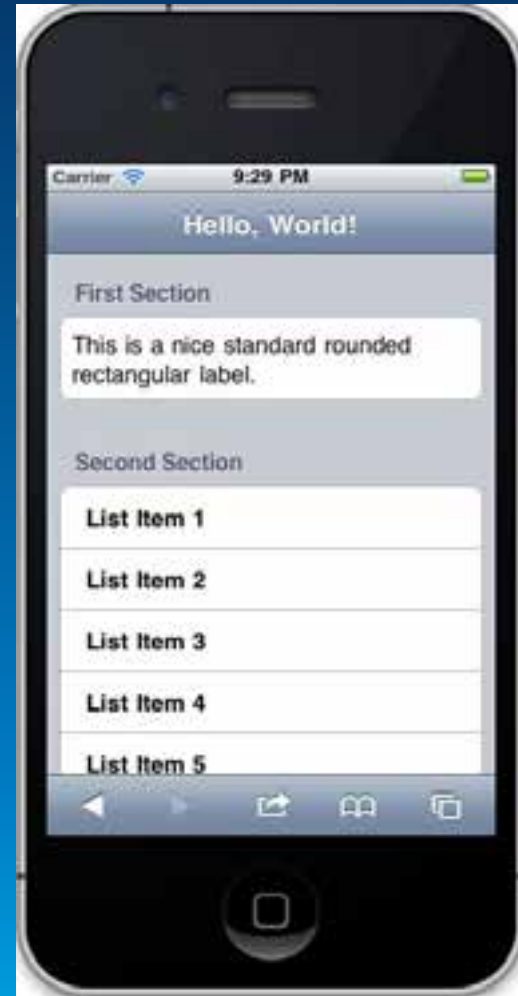 Carrier 9:29 PM
Hello, World!
First Section
This is a nice standard rounded
rectangular label.
Second Section
List Item 1
List Item 2
List Item 3
List Item 4
List Item 5